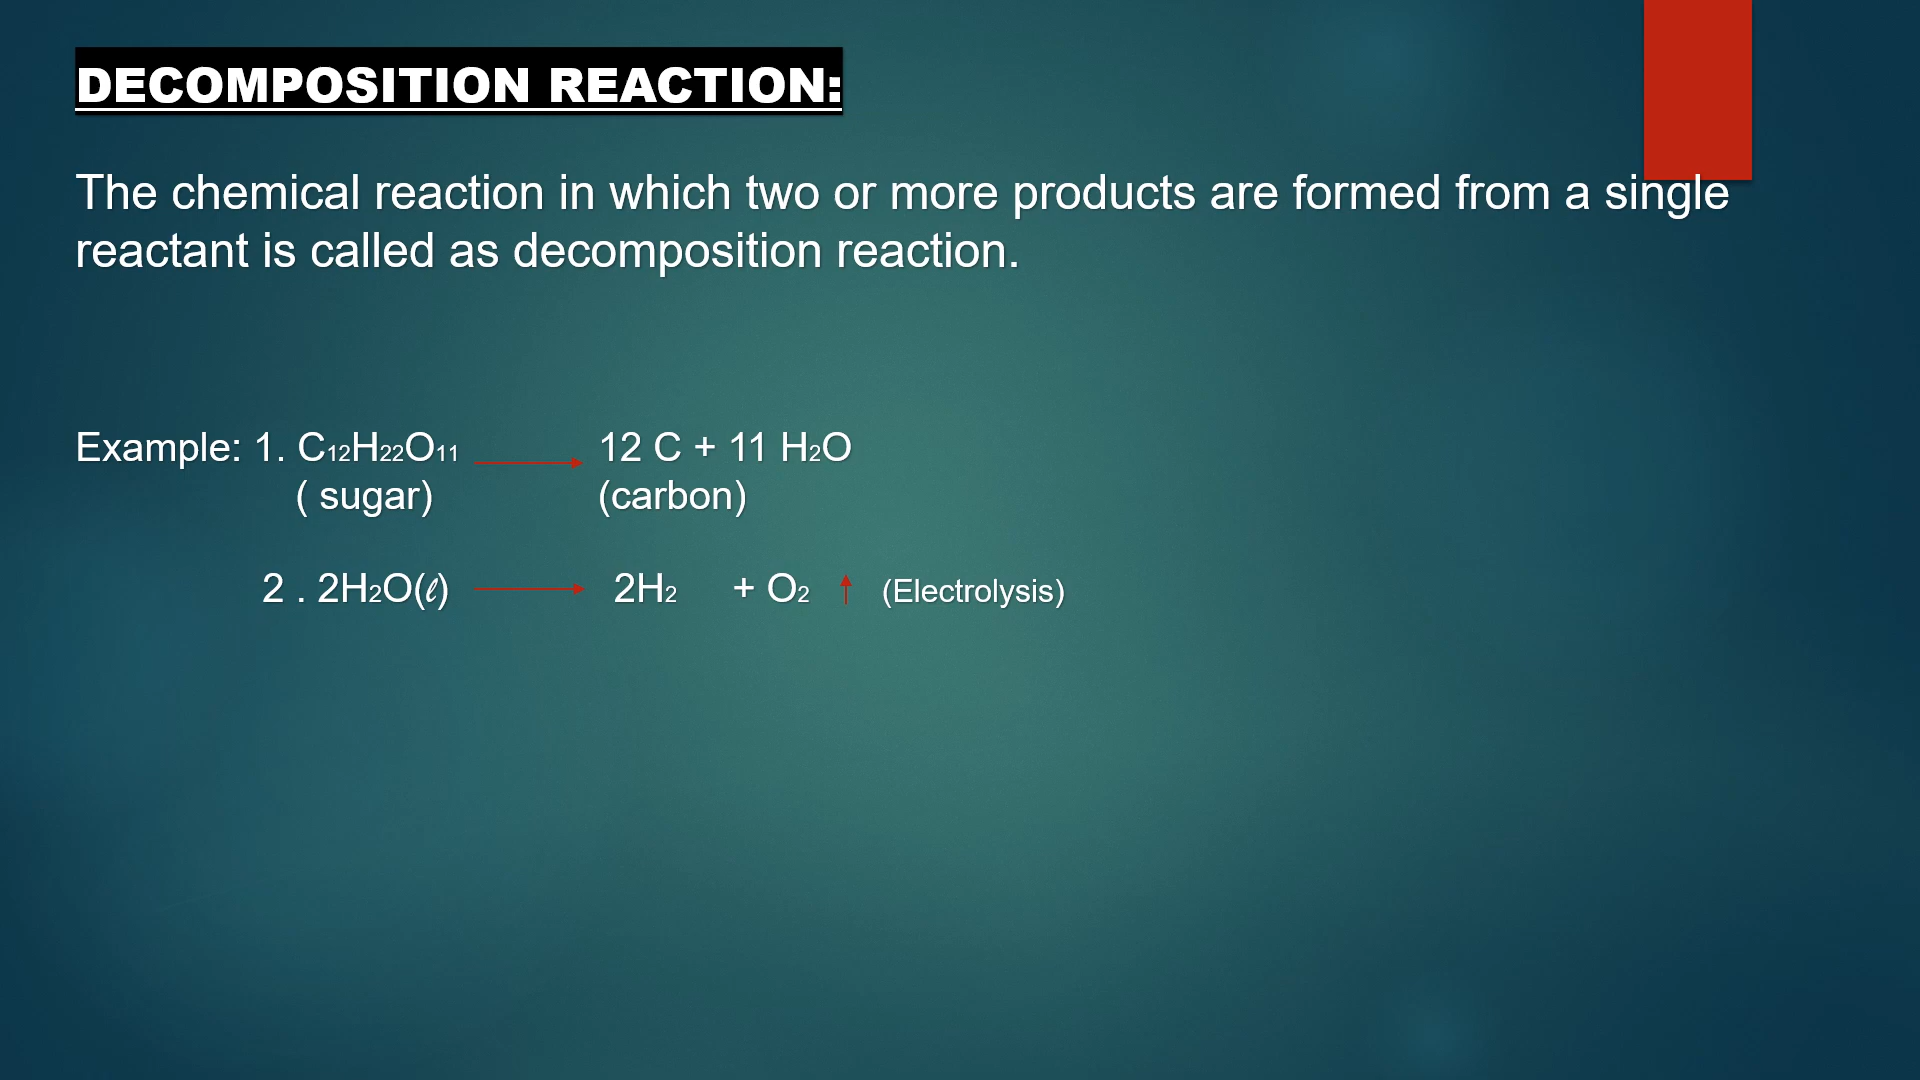 DECOMPOSITION REACTION:
The chemical reaction in which two or more products are formed from a single
reactant is called as decomposition reaction.
Example: 1. C₁₂H₂₂O₁₁ → 12 C + 11 H₂O
( sugar) (carbon)
2 . 2H₂O(ℓ) → 2H₂ + O₂ ↑ (Electrolysis)